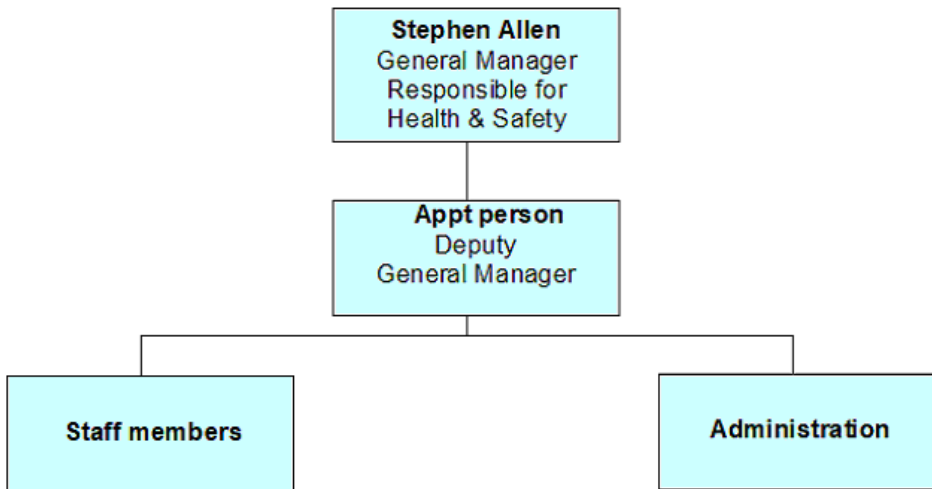 Stephen Allen
General Manager
Responsible for
Health & Safety
Appt person
Deputy
General Manager
Staff members
Administration